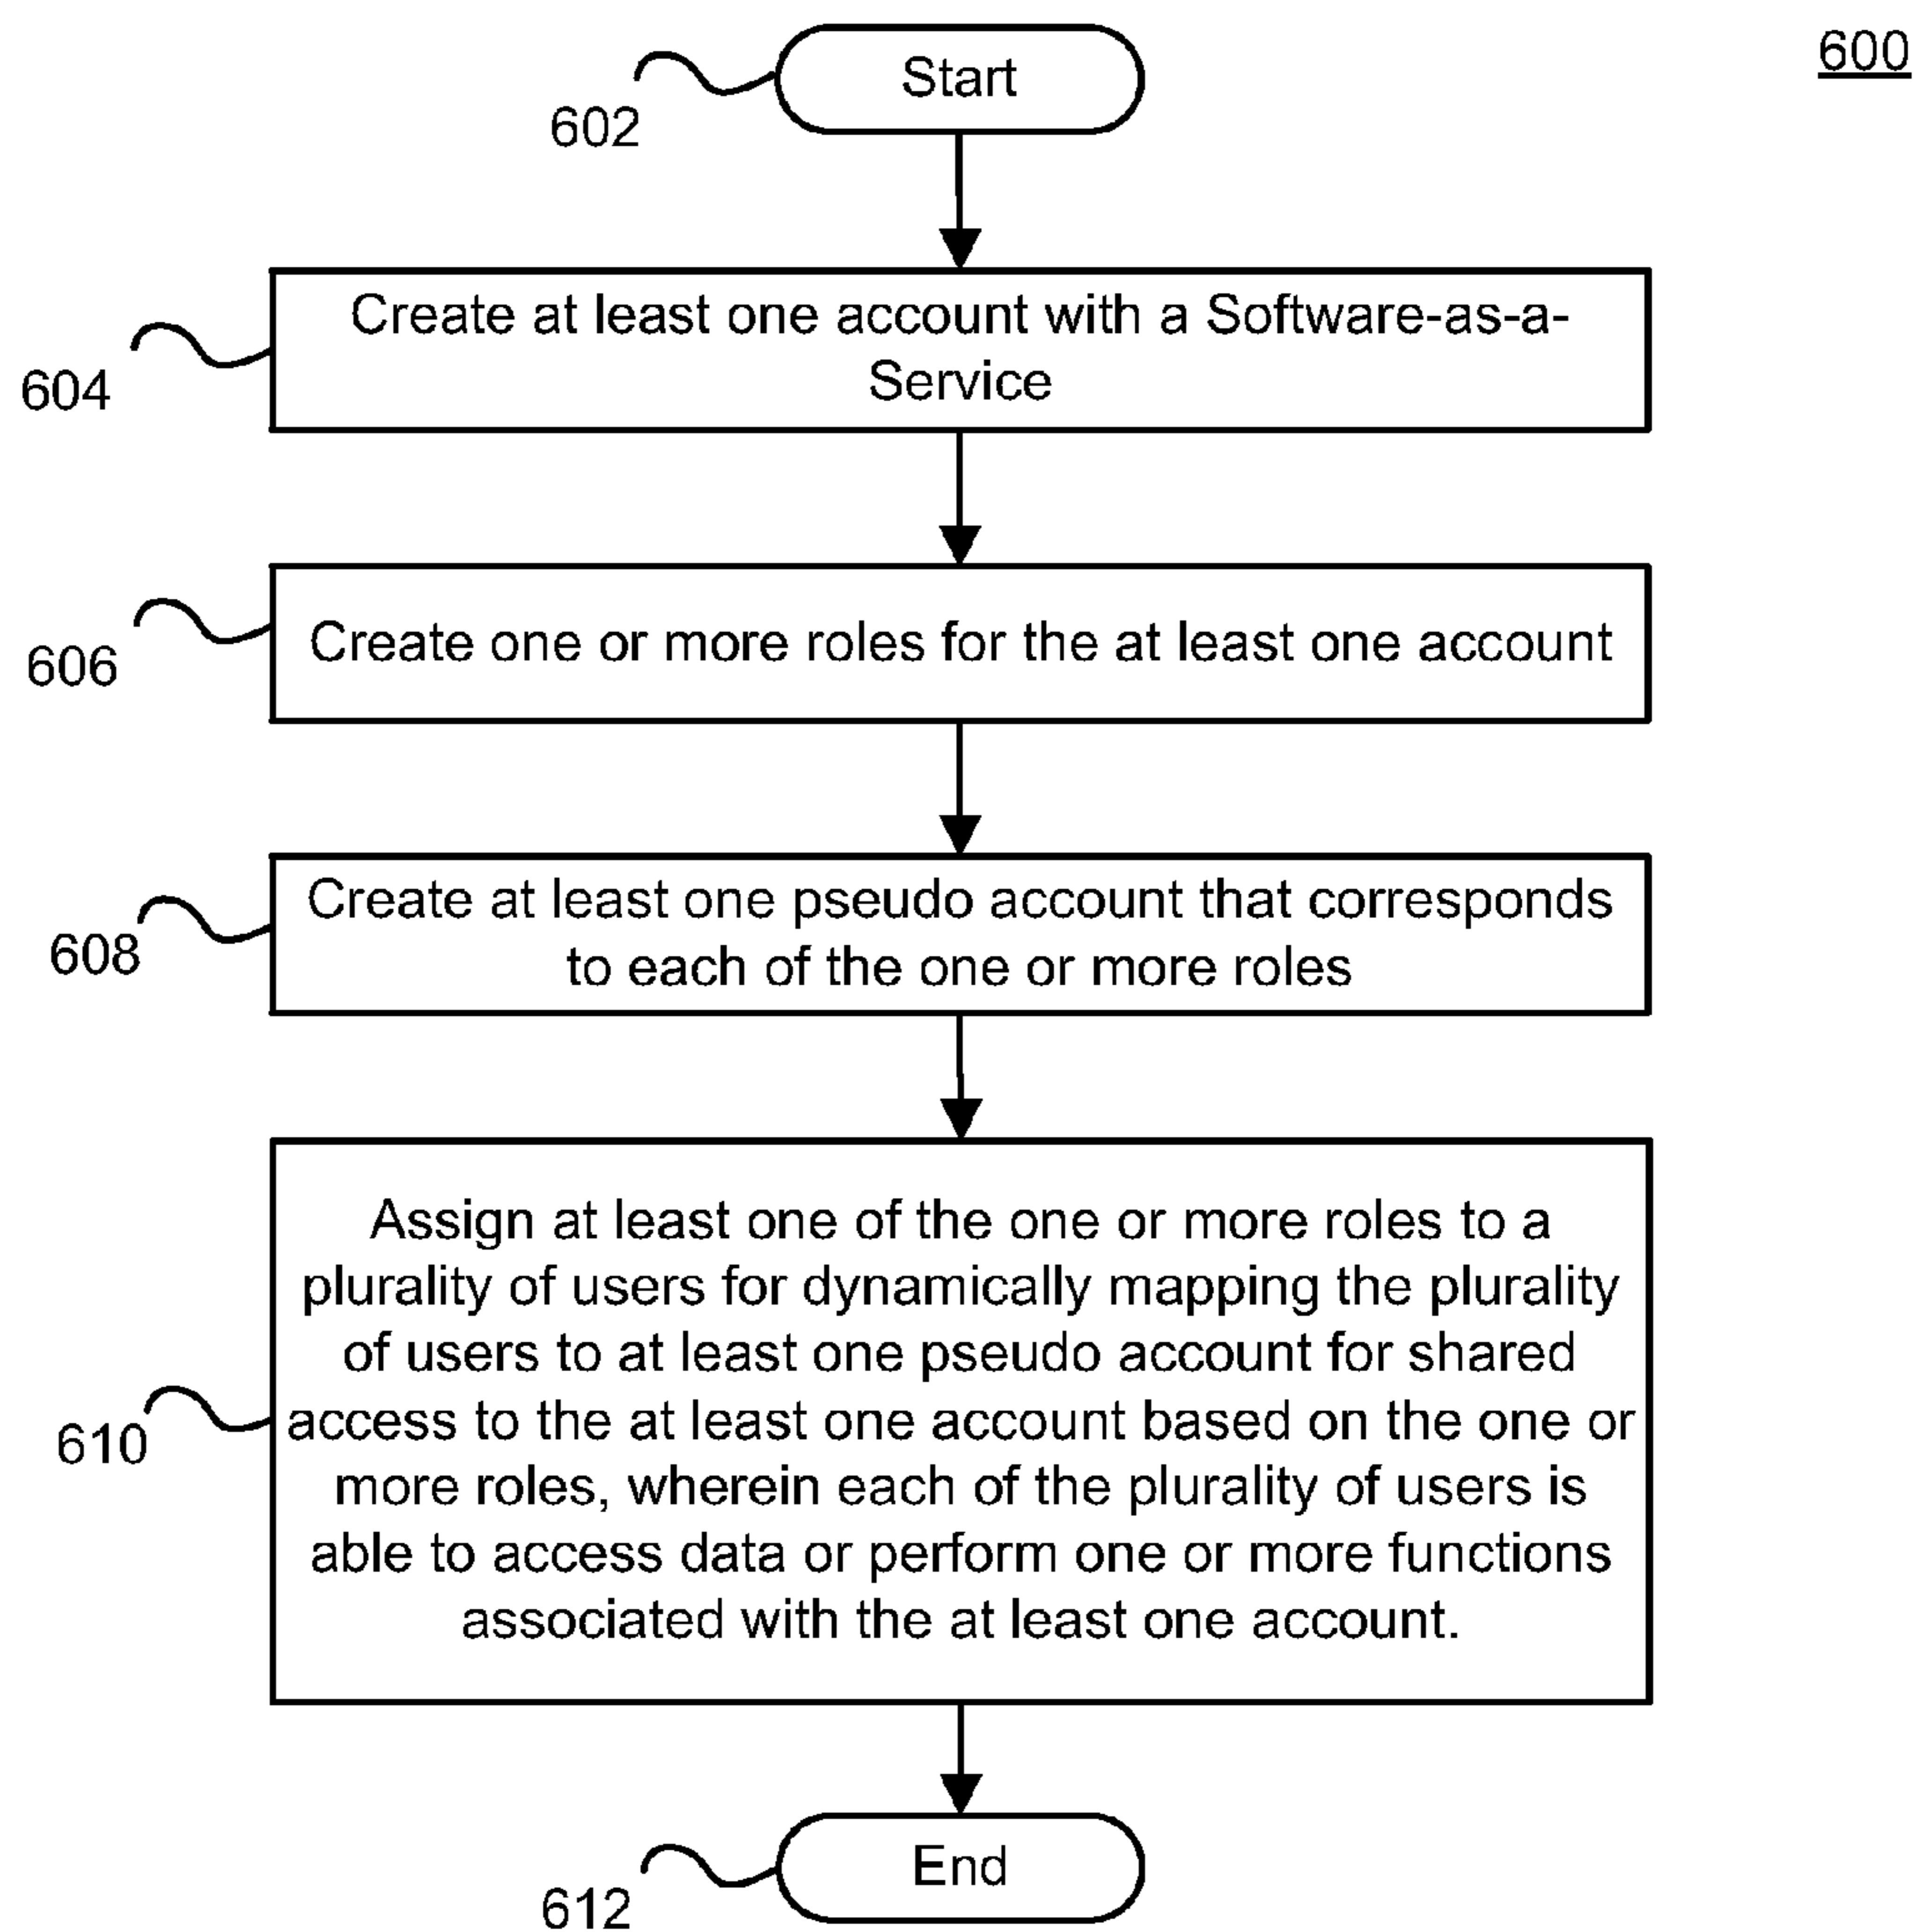 600
Start
602
Create at least one account with a Software-as-a-
Service
604
Create one or more roles for the at least one account
606
Create at least one pseudo account that corresponds
to each of the one or more roles
608
Assign at least one of the one or more roles to a
plurality of users for dynamically mapping the plurality
of users to at least one pseudo account for shared
access to the at least one account based on the one or
more roles, wherein each of the plurality of users is
able to access data or perform one or more functions
associated with the at least one account.
610
End
612